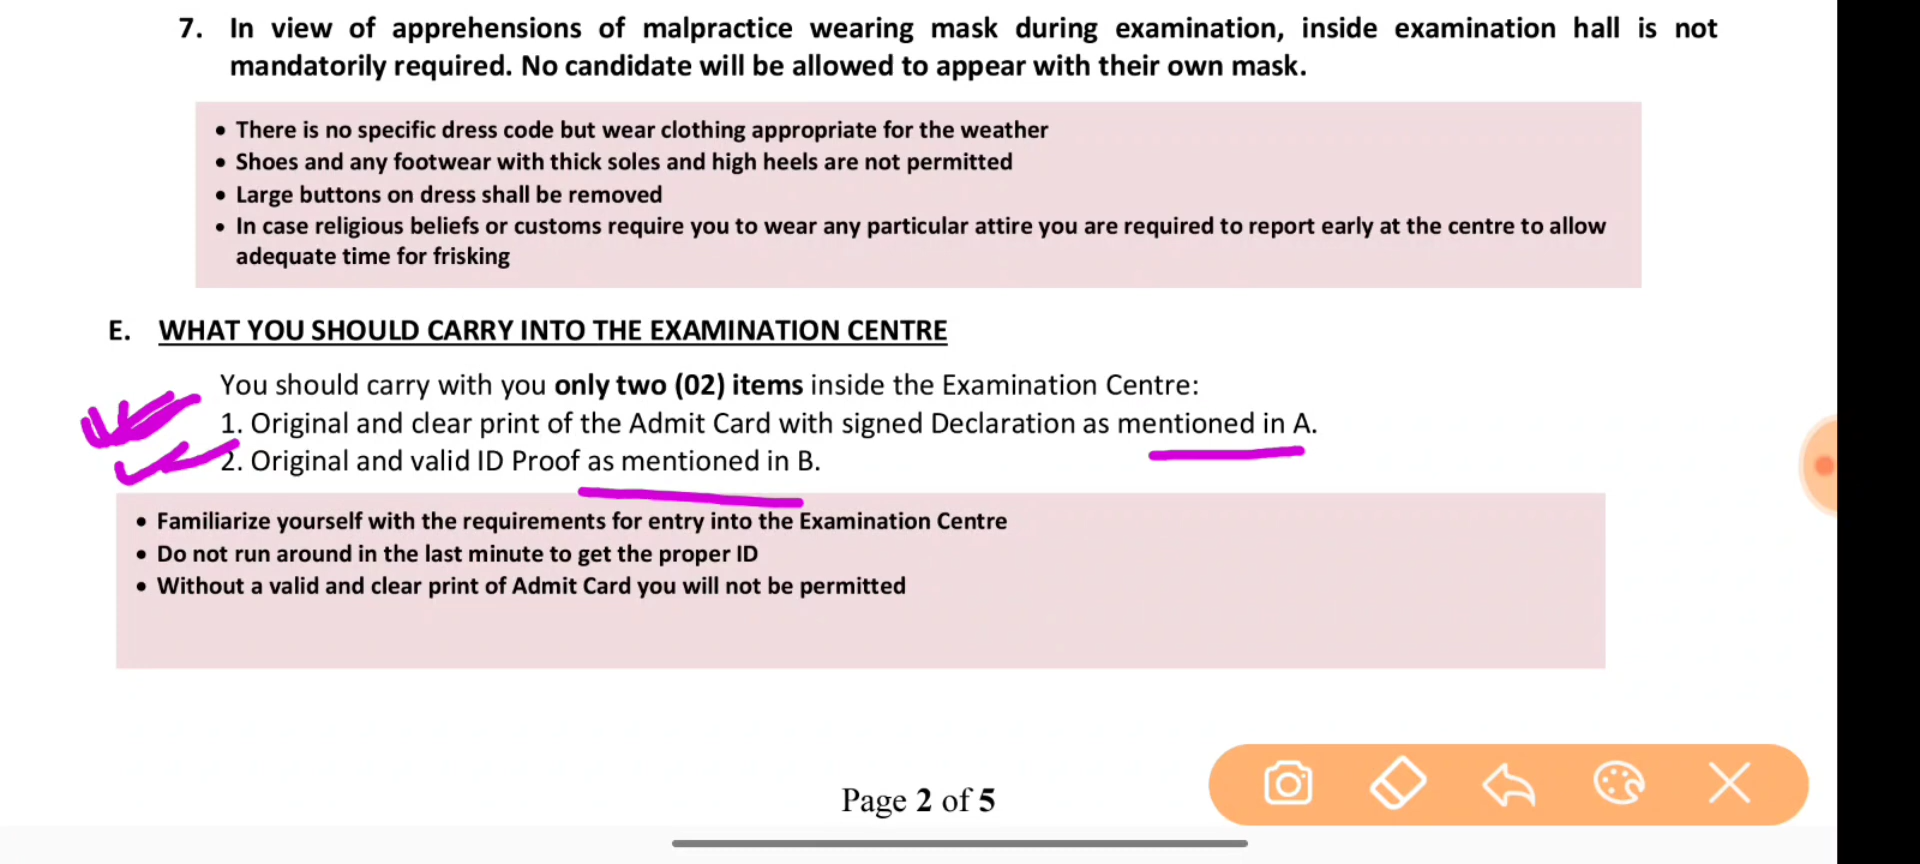 7. In view of apprehensions of malpractice wearing mask during examination, inside examination hall is not
mandatorily required. No candidate will be allowed to appear with their own mask.
• There is no specific dress code but wear clothing appropriate for the weather
• Shoes and any footwear with thick soles and high heels are not permitted
• Large buttons on dress shall be removed
• In case religious beliefs or customs require you to wear any particular attire you are required to report early at the centre to allow
adequate time for frisking
E. WHAT YOU SHOULD CARRY INTO THE EXAMINATION CENTRE
You should carry with you only two (02) items inside the Examination Centre:
1. Original and clear print of the Admit Card with signed Declaration as mentioned in A.
2. Original and valid ID Proof as mentioned in B.
• Familiarize yourself with the requirements for entry into the Examination Centre
• Do not run around in the last minute to get the proper ID
• Without a valid and clear print of Admit Card you will not be permitted
Page 2 of 5